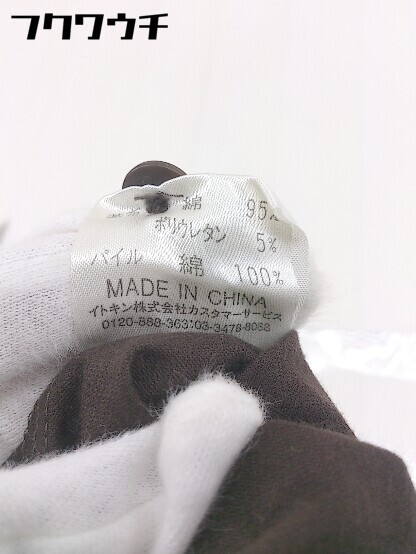 フクワウチ
綿 95%
ポリウレタン 5%
パイル 綿 100%
MADE IN CHINA
イトキン株式会社カスタマーサービス
0120-888-363:03-3478-8088